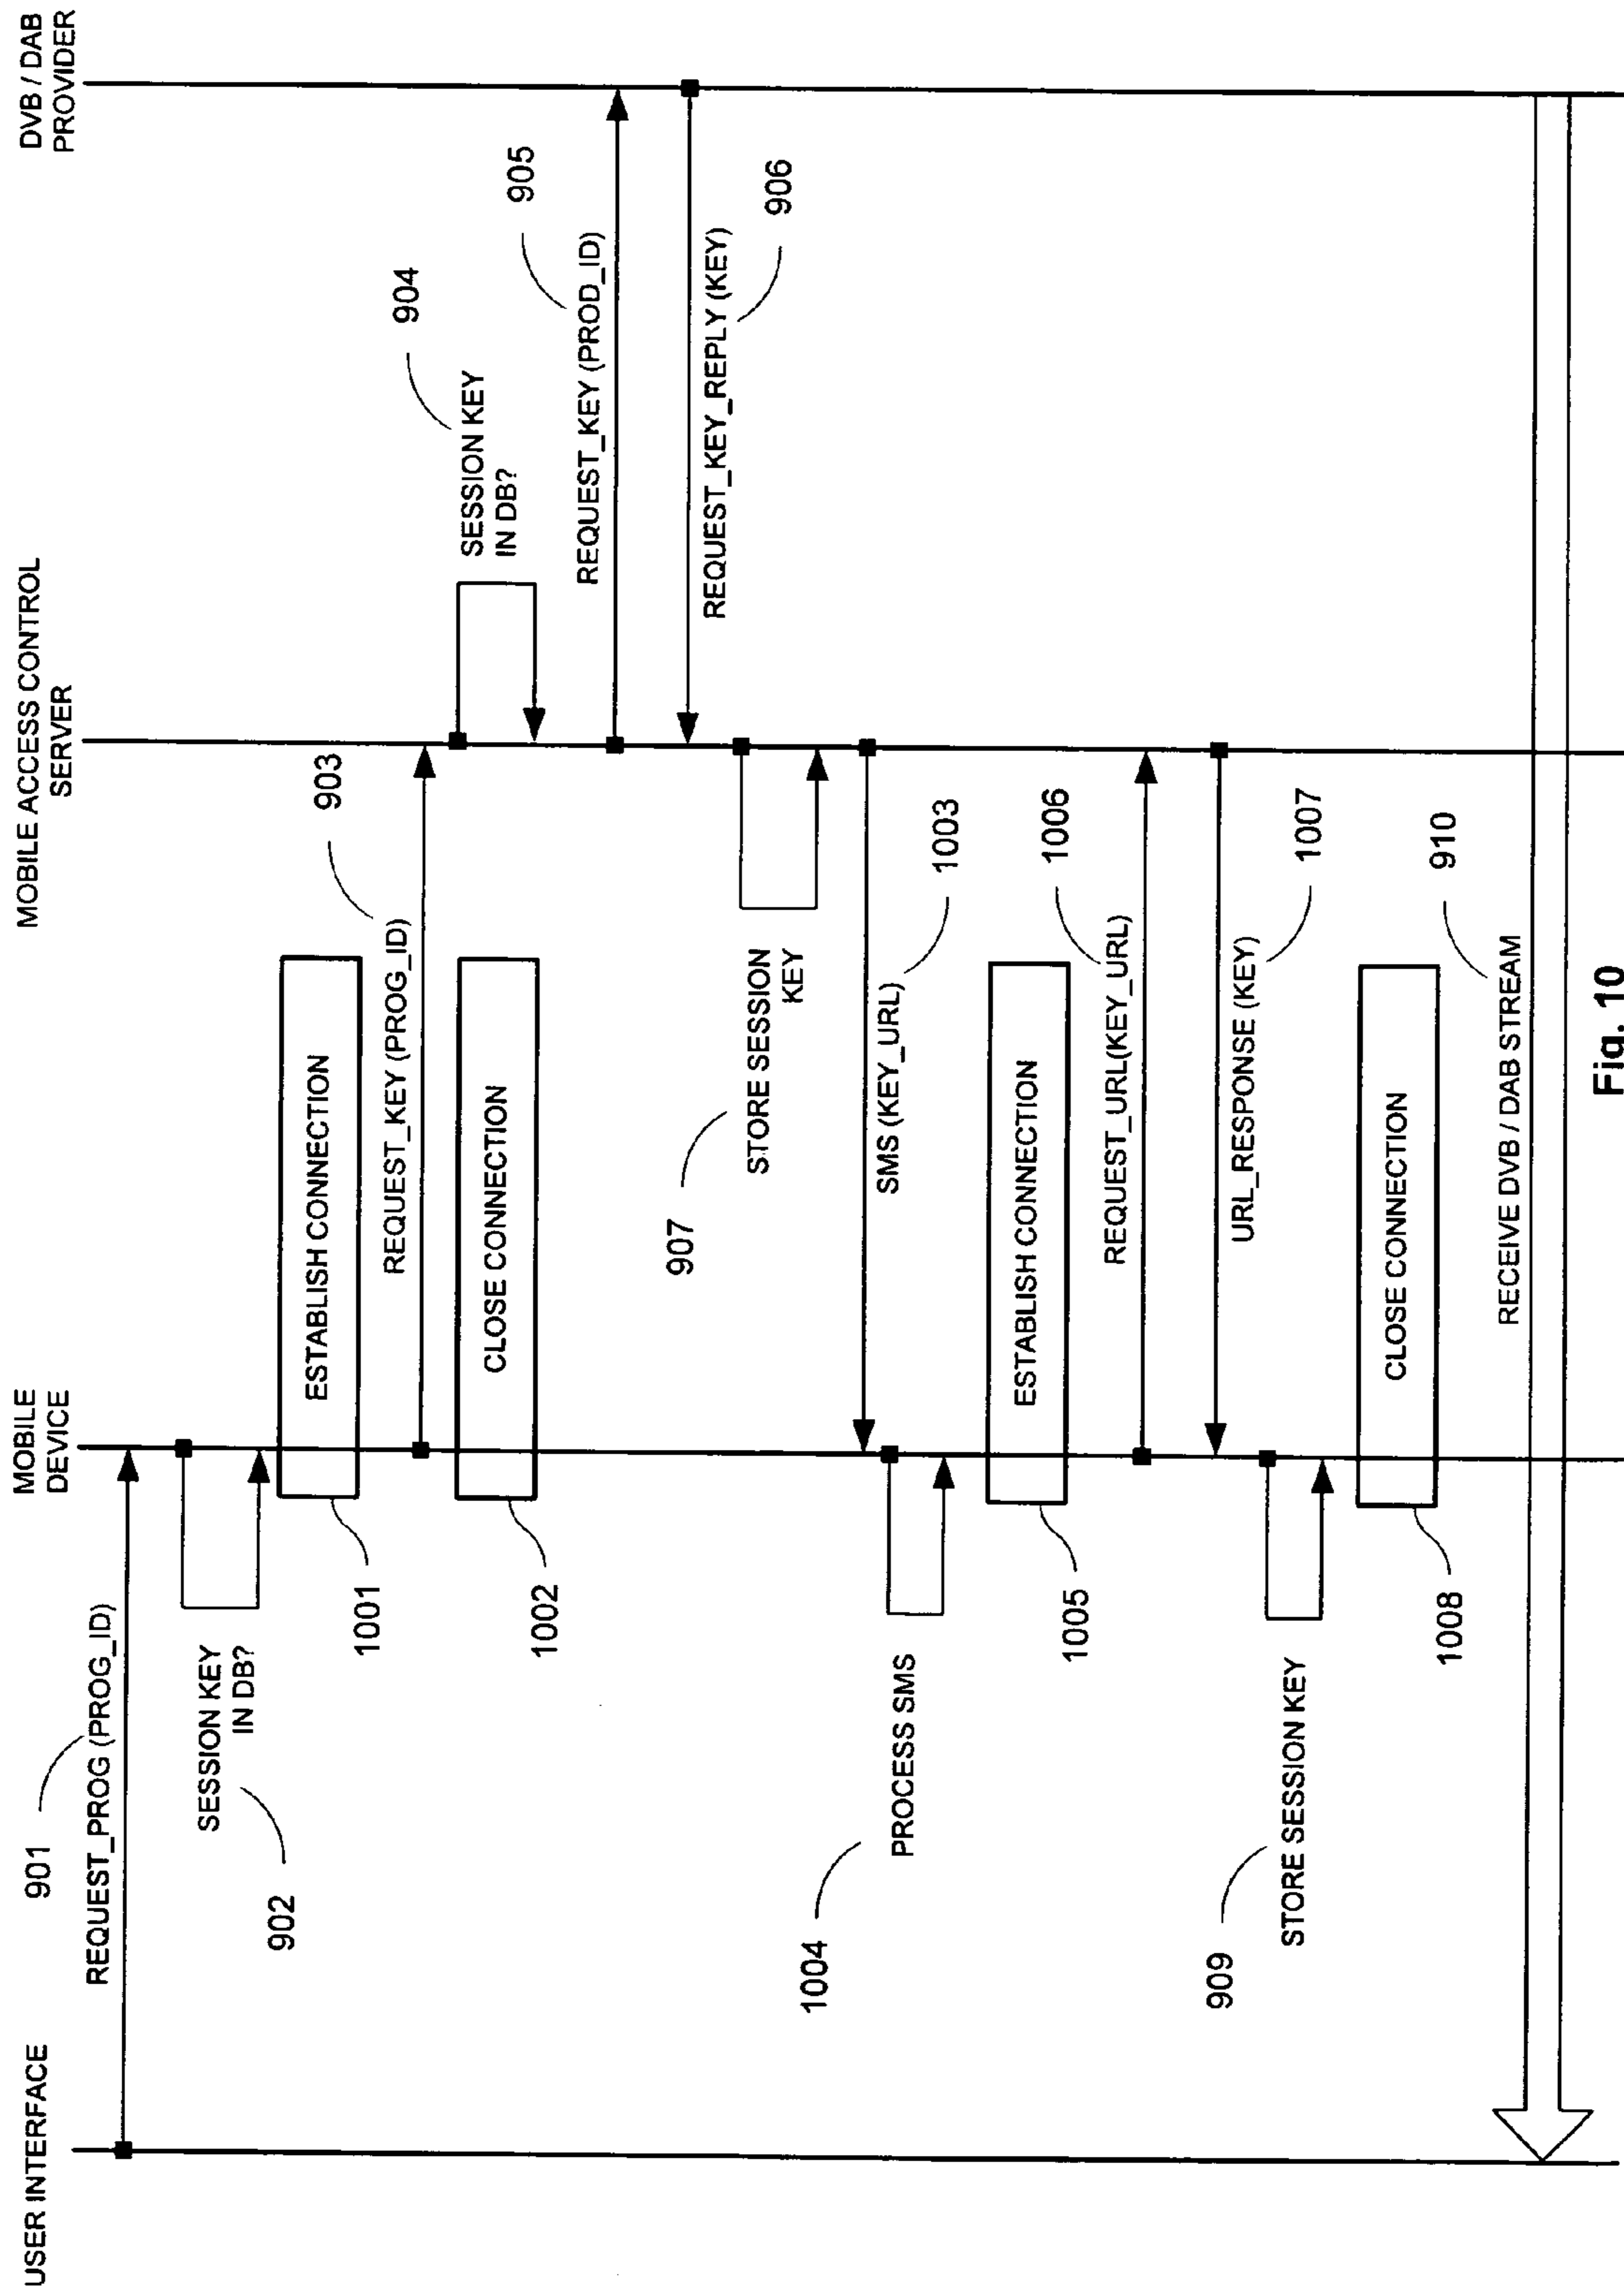 USER INTERFACE
MOBILE
DEVICE
MOBILE ACCESS CONTROL
SERVER
DVB / DAB
PROVIDER
901
REQUEST_PROG (PROG_ID)
SESSION KEY
IN DB?
902
ESTABLISH CONNECTION
1001
903
REQUEST_KEY (PROG_ID)
CLOSE CONNECTION
1002
904
SESSION KEY
IN DB?
905
REQUEST_KEY (PROD_ID)
REQUEST_KEY_REPLY (KEY)
906
907
STORE SESSION
KEY
SMS (KEY_URL)
1003
1004
PROCESS SMS
ESTABLISH CONNECTION
1005
1006
REQUEST_URL(KEY_URL)
URL_RESPONSE (KEY)
1007
909
STORE SESSION KEY
CLOSE CONNECTION
1008
910
RECEIVE DVB / DAB STREAM
Fig. 10